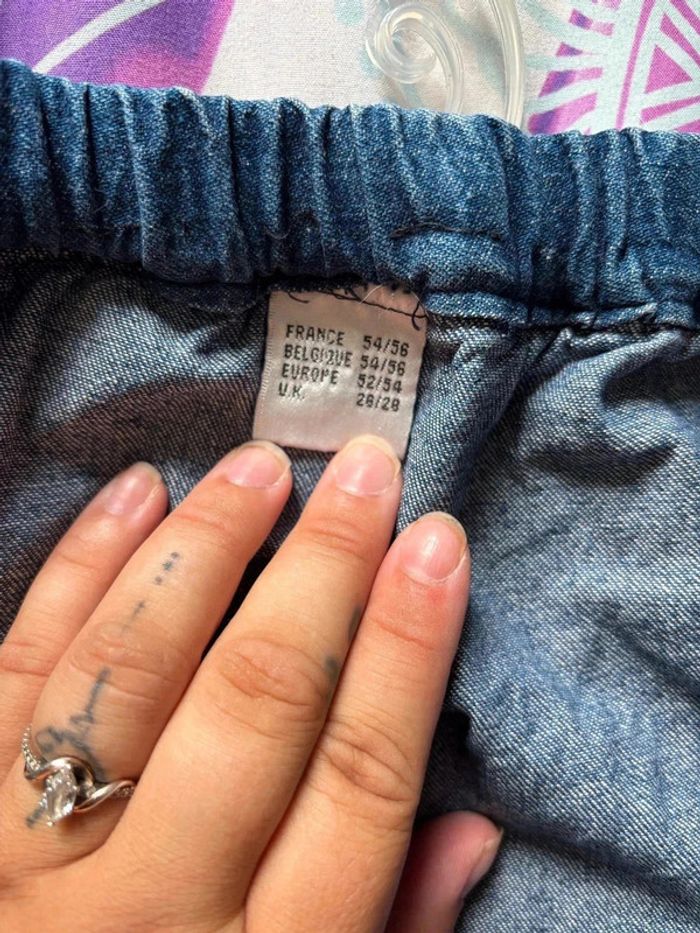 FRANCE 54/56
BELGIQUE 54/56
EUROPE 52/54
U.K. 26/28